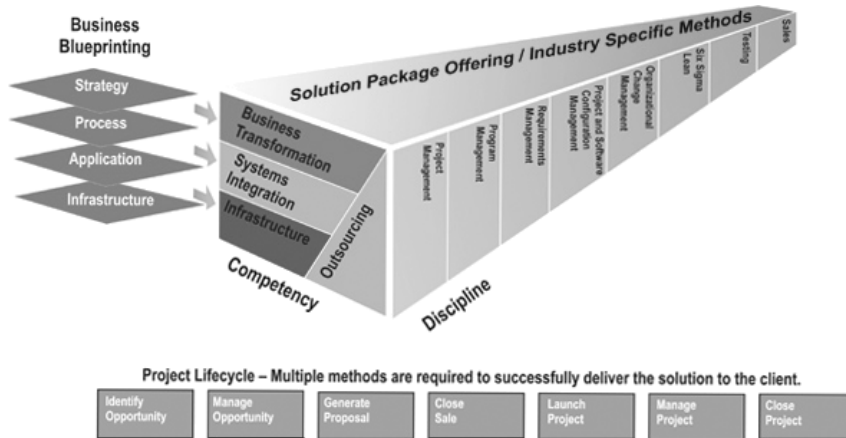 Business
Blueprinting
Strategy
Process
Application
Infrastructure
Solution Package Offering / Industry Specific Methods
Business
Transformation
Systems
Integration
Infrastructure
Outsourcing
Competency
Project
Management
Program
Management
Requirements
Management
Project and Software
Configuration
Management
Organizational
Change
Management
Six Sigma
Lean
Testing
Sales
Discipline
Project Lifecycle – Multiple methods are required to successfully deliver the solution to the client.
Identify
Opportunity
Manage
Opportunity
Generate
Proposal
Close
Sale
Launch
Project
Manage
Project
Close
Project